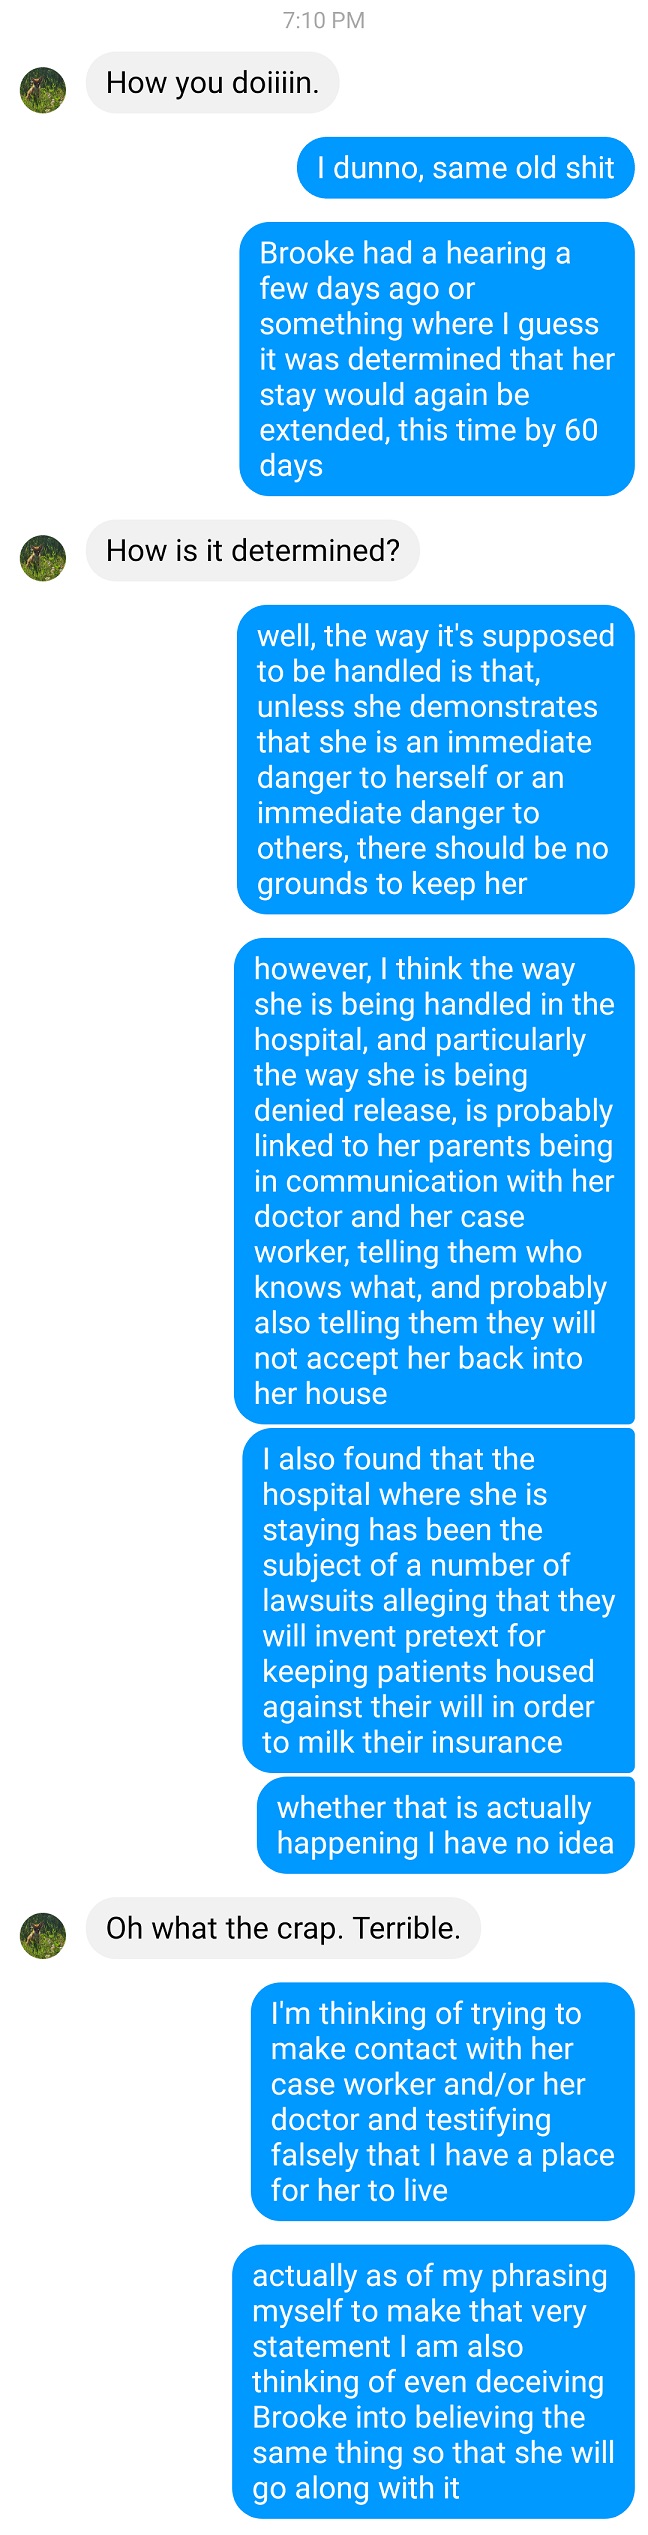 7:10 PM
How you doiiiin.
I dunno, same old shit
Brooke had a hearing a
few days ago or
something where I guess
it was determined that her
stay would again be
extended, this time by 60
days
How is it determined?
well, the way it's supposed
to be handled is that,
unless she demonstrates
that she is an immediate
danger to herself or an
immediate danger to
others, there should be no
grounds to keep her
however, I think the way
she is being handled in the
hospital, and particularly
the way she is being
denied release, is probably
linked to her parents being
in communication with her
doctor and her case
worker, telling them who
knows what, and probably
also telling them they will
not accept her back into
her house
I also found that the
hospital where she is
staying has been the
subject of a number of
lawsuits alleging that they
will invent pretext for
keeping patients housed
against their will in order
to milk their insurance
whether that is actually
happening I have no idea
Oh what the crap. Terrible.
I'm thinking of trying to
make contact with her
case worker and/or her
doctor and testifying
falsely that I have a place
for her to live
actually as of my phrasing
myself to make that very
statement I am also
thinking of even deceiving
Brooke into believing the
same thing so that she will
go along with it